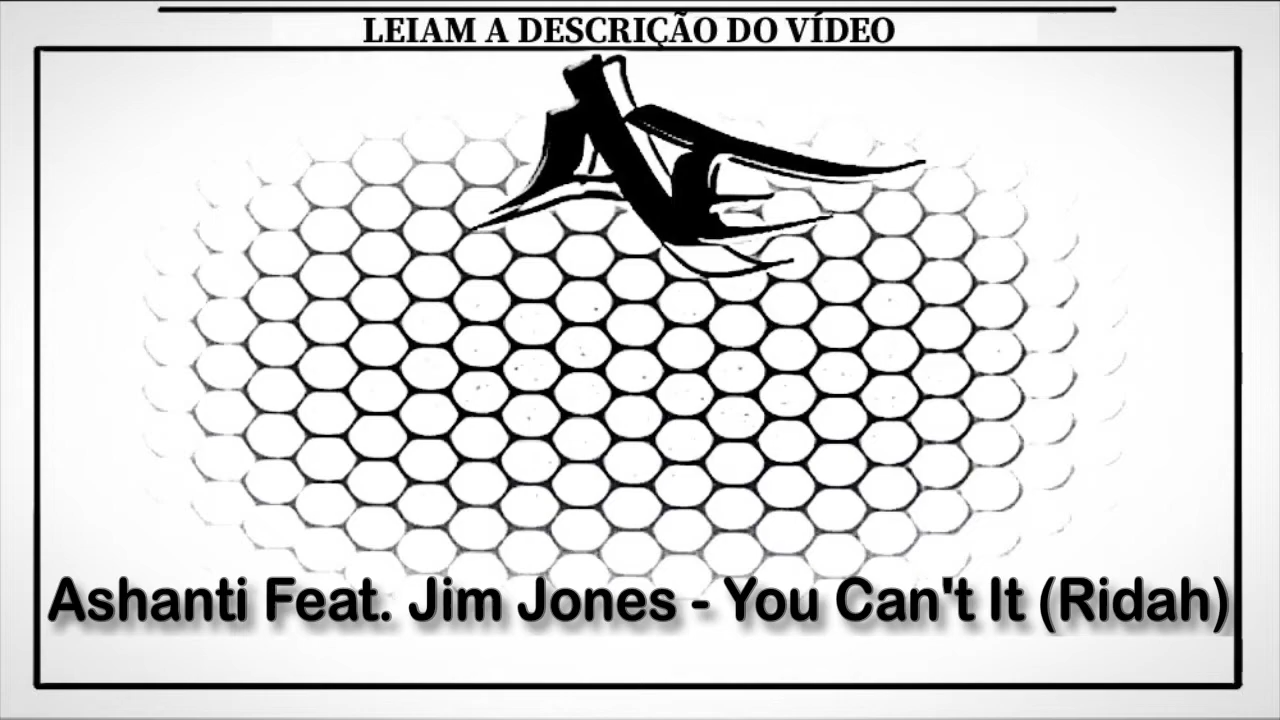 LEIAM A DESCRIÇÃO DO VÍDEO
Ashanti Feat. Jim Jones - You Can't It (Ridah)